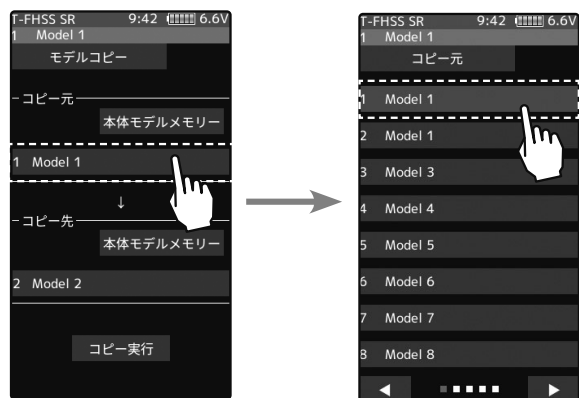 T-FHSS SR 9:42 6.6V
1 Model 1
モデルコピー
コピー元
本体モデルメモリー
1 Model 1
↓
コピー先
本体モデルメモリー
2 Model 2
コピー実行
T-FHSS SR 9:42 6.6V
1 Model 1
コピー元
1 Model 1
2 Model 1
3 Model 3
4 Model 4
5 Model 5
6 Model 6
7 Model 7
8 Model 8